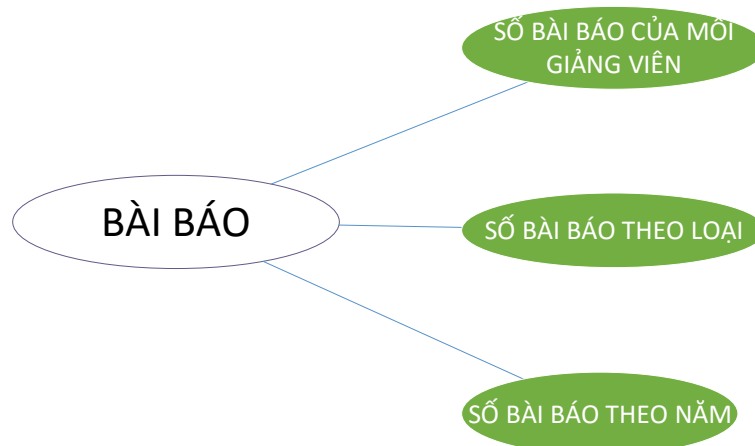 SỐ BÀI BÁO CỦA MỖI
GIẢNG VIÊN
BÀI BÁO
SỐ BÀI BÁO THEO LOẠI
SỐ BÀI BÁO THEO NĂM